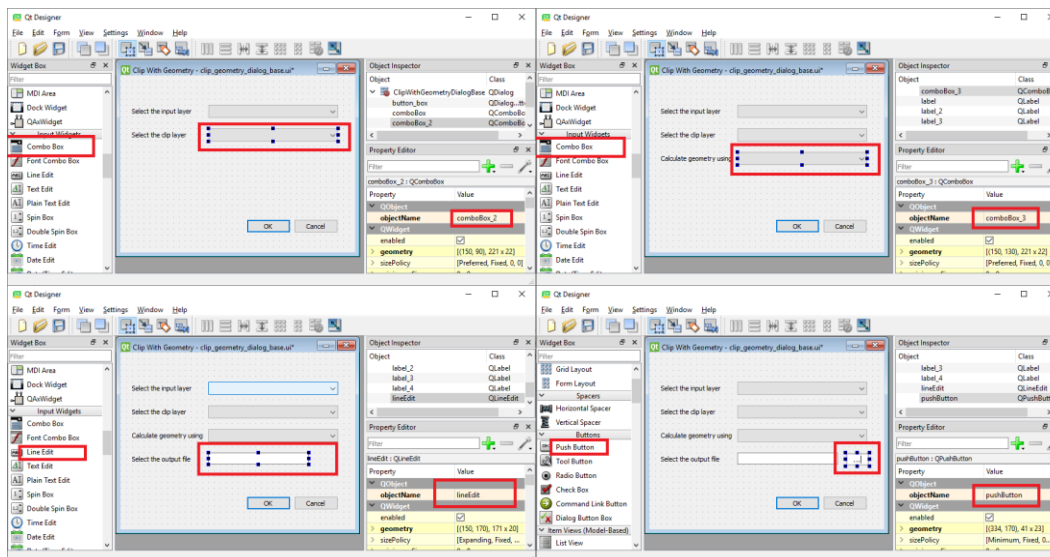 Qt Designer
File Edit Form View Settings Window Help
Widget Box
Filter
MDI Area
Dock Widget
QAxWidget
Input Widgets
Combo Box
Font Combo Box
Line Edit
Text Edit
Plain Text Edit
Spin Box
Double Spin Box
Time Edit
Date Edit
Clip With Geometry - clip_geometry_dialog_base.ui*
Select the input layer
Select the clip layer
OK Cancel
Object Inspector
Object Class
ClipWithGeometryDialogBase QDialog
button_box QDialog...
comboBox QComboBo
comboBox_2 QComboBo
Property Editor
Filter
comboBox_2 : QComboBox
Property Value
QObject
objectName comboBox_2
QWidget
enabled
geometry [(150, 90), 221 x 22]
sizePolicy [Preferred, Fixed, 0, 0]
Qt Designer
File Edit Form View Settings Window Help
Widget Box
Filter
MDI Area
Dock Widget
QAxWidget
Input Widgets
Combo Box
Font Combo Box
Line Edit
Text Edit
Plain Text Edit
Spin Box
Double Spin Box
Time Edit
Date Edit
Clip With Geometry - clip_geometry_dialog_base.ui*
Select the input layer
Select the clip layer
Calculate geometry using
OK Cancel
Object Inspector
Object Class
comboBox_3 QComboB
label QLabel
label_2 QLabel
label_3 QLabel
Property Editor
Filter
comboBox_3 : QComboBox
Property Value
QObject
objectName comboBox_3
QWidget
enabled
geometry [(150, 130), 221 x 22]
sizePolicy [Preferred, Fixed, 0, 0
Qt Designer
File Edit Form View Settings Window Help
Widget Box
Filter
MDI Area
Dock Widget
QAxWidget
Input Widgets
Combo Box
Font Combo Box
Line Edit
Text Edit
Plain Text Edit
Spin Box
Double Spin Box
Time Edit
Date Edit
Clip With Geometry - clip_geometry_dialog_base.ui*
Select the input layer
Select the clip layer
Calculate geometry using
Select the output file
OK Cancel
Object Inspector
Object Class
label_2 QLabel
label_3 QLabel
label_4 QLabel
lineEdit QLineEdit
Property Editor
Filter
lineEdit : QLineEdit
Property Value
QObject
objectName lineEdit
QWidget
enabled
geometry [(150, 170), 171 x 20]
sizePolicy [Expanding, Fixed, ...
Qt Designer
File Edit Form View Settings Window Help
Widget Box
Filter
Grid Layout
Form Layout
Spacers
Horizontal Spacer
Vertical Spacer
Buttons
Push Button
Tool Button
Radio Button
Check Box
Command Link Button
Dialog Button Box
Item Views (Model-Based)
List View
Clip With Geometry - clip_geometry_dialog_base.ui*
Select the input layer
Select the clip layer
Calculate geometry using
Select the output file
...
OK Cancel
Object Inspector
Object Class
label_3 QLabel
label_4 QLabel
lineEdit QLineEdit
pushButton QPushButt
Property Editor
Filter
pushButton : QPushButton
Property Value
QObject
objectName pushButton
QWidget
enabled
geometry [(334, 170), 41 x 23]
sizePolicy [Minimum, Fixed, 0...